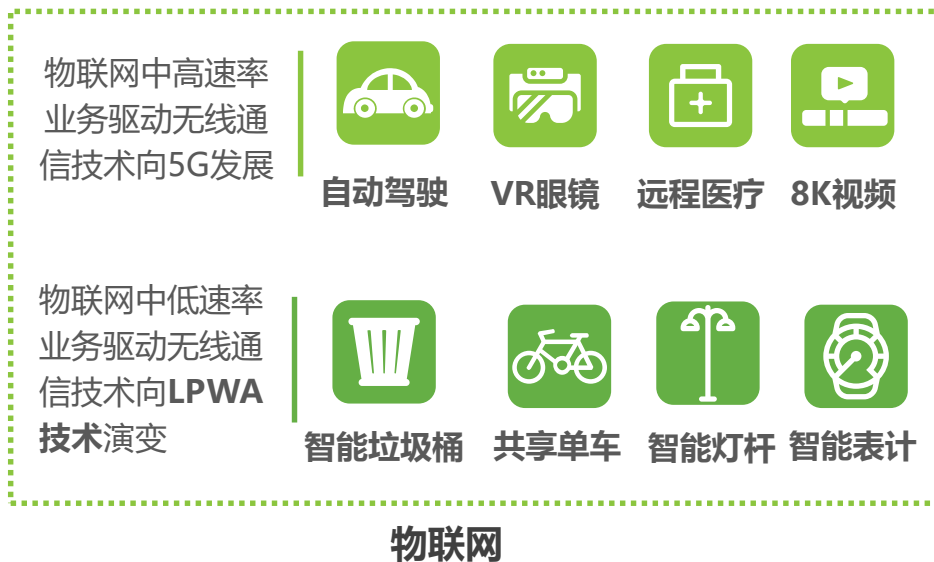 物联网中高速率
业务驱动无线通
信技术向5G发展
自动驾驶
VR眼镜
远程医疗
8K视频
物联网中低速率
业务驱动无线通
信技术向LPWA
技术演变
智能垃圾桶
共享单车
智能灯杆
智能表计
物联网